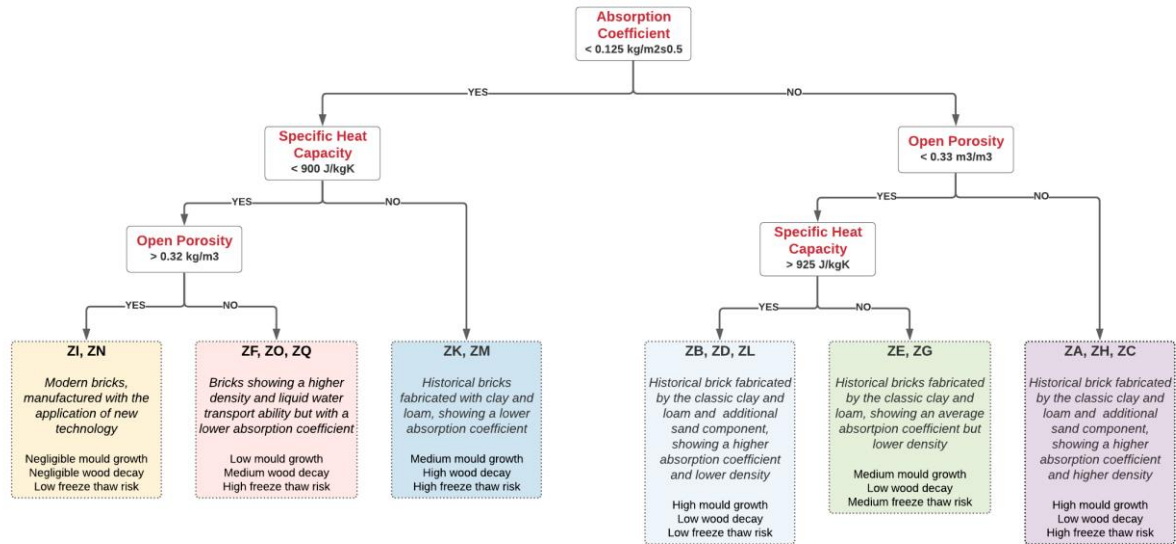 Absorption
Coefficient
< 0.125 kg/m2s0.5
YES
NO
Specific Heat
Capacity
< 900 J/kgK
Open Porosity
< 0.33 m3/m3
YES
NO
YES
NO
Open Porosity
> 0.32 kg/m3
Specific Heat
Capacity
> 925 J/kgK
YES
NO
YES
NO
ZI, ZN
Modern bricks,
manufactured with the
application of new
technology
Negligible mould growth
Negligible wood decay
Low freeze thaw risk
ZF, ZO, ZQ
Bricks showing a higher
density and liquid water
transport ability but with a
lower absorption coefficient
Low mould growth
Medium wood decay
High freeze thaw risk
ZK, ZM
Historical bricks
fabricated with clay and
loam, showing a lower
absorption coefficient
Medium mould growth
High wood decay
High freeze thaw risk
ZB, ZD, ZL
Historical brick fabricated
by the classic clay and
loam and additional
sand component,
showing a higher
absorption coefficient
and lower density
High mould growth
Low wood decay
Low freeze thaw risk
ZE, ZG
Historical bricks fabricated
by the classic clay and
loam, showing an average
absortpion coefficient but
lower density
Medium mould growth
Low wood decay
Medium freeze thaw risk
ZA, ZH, ZC
Historical brick fabricated
by the classic clay and
loam and additional
sand component,
showing a higher
absorption coefficient
and higher density
High mould growth
Low wood decay
High freeze thaw risk